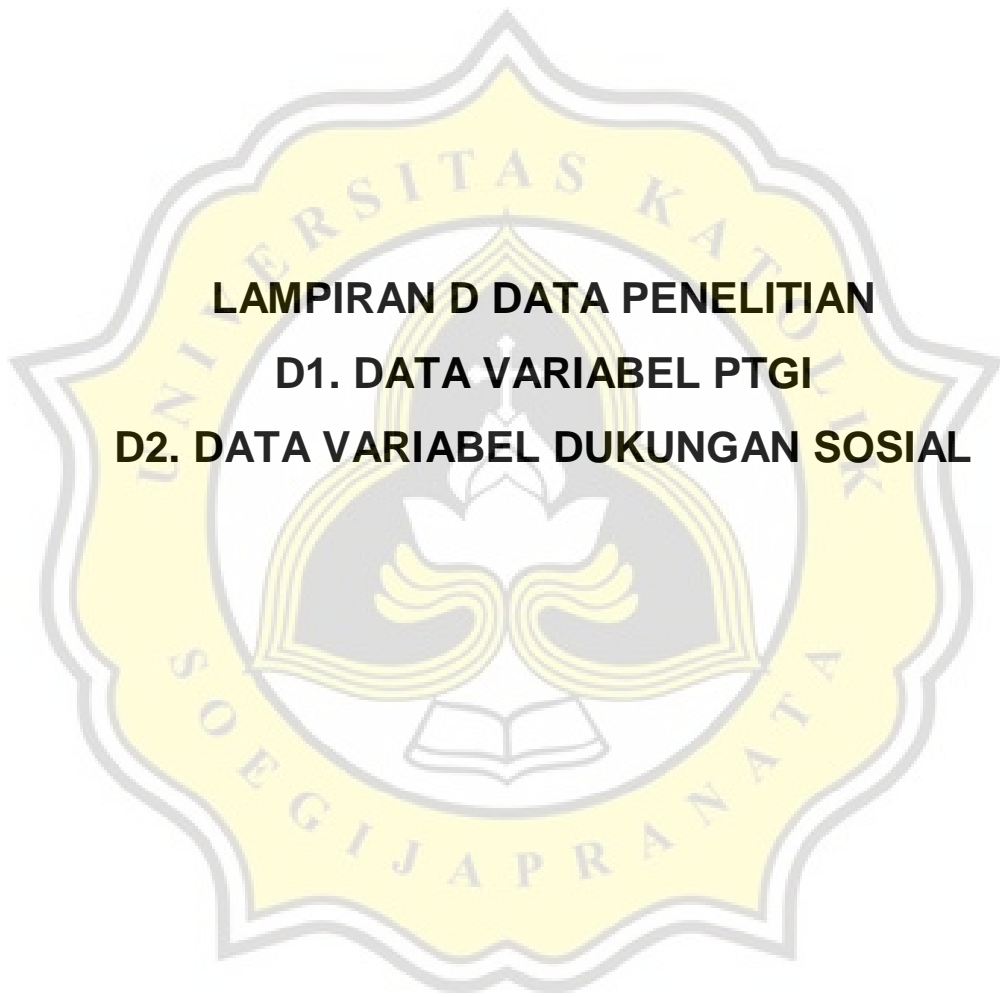 UNIVERSITAS KATOLIK
LAMPIRAN D DATA PENELITIAN
D1. DATA VARIABEL PTGI
D2. DATA VARIABEL DUKUNGAN SOSIAL
SOEGIJAPRANATA